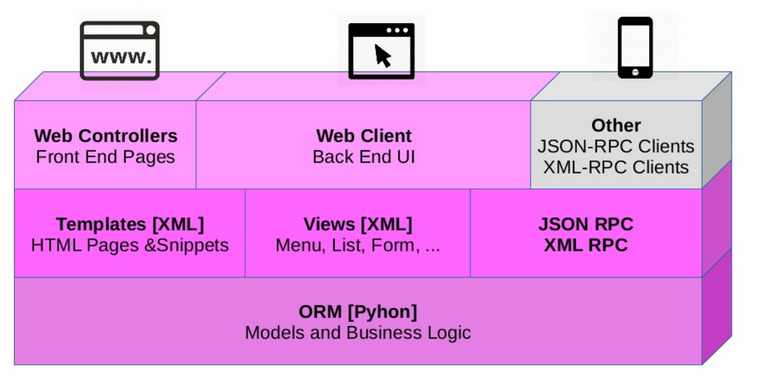 www.
Web Controllers
Front End Pages
Web Client
Back End UI
Other
JSON-RPC Clients
XML-RPC Clients
Templates [XML]
HTML Pages &Snippets
Views [XML]
Menu, List, Form, ...
JSON RPC
XML RPC
ORM [Pyhon]
Models and Business Logic